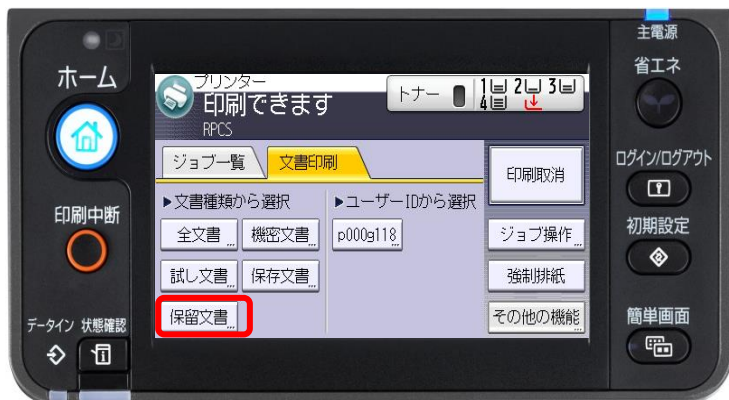 主電源
ホーム
省エネ
プリンター
印刷できます
RPCS
トナー 1 2 3
4
ジョブ一覧
文書印刷
印刷取消
ログイン/ログアウト
▶文書種類から選択
▶ユーザーIDから選択
印刷中断
全文書
機密文書
p000g118
ジョブ操作
初期設定
試し文書
保存文書
強制排紙
保留文書
その他の機能
簡単画面
データイン 状態確認